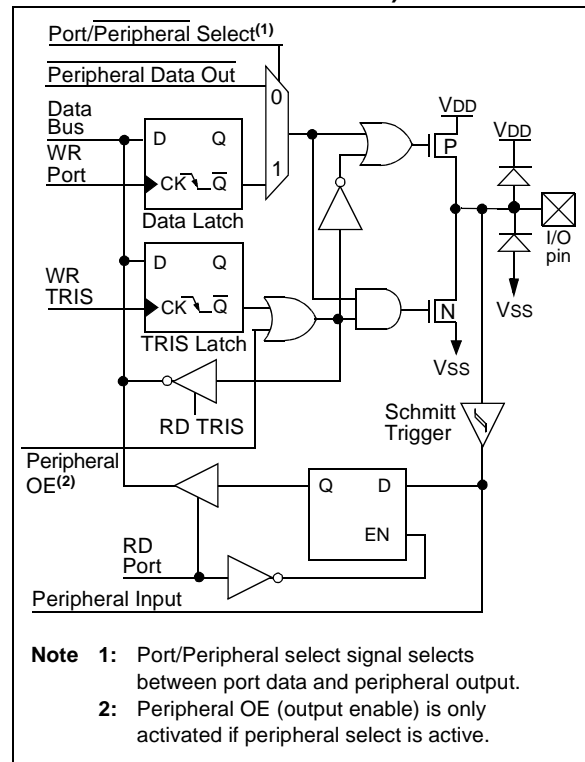 Port/Peripheral Select(1)
Peripheral Data Out
Data
Bus
0
D Q
WR
Port
CK Q
1
Data Latch
P
VDD
VDD
I/O
pin
D Q
WR
TRIS
CK Q
TRIS Latch
N
VSS
VSS
RD TRIS
Schmitt
Trigger
Peripheral
OE(2)
Q D
EN
RD
Port
Peripheral Input
Note 1: Port/Peripheral select signal selects
between port data and peripheral output.
2: Peripheral OE (output enable) is only
activated if peripheral select is active.